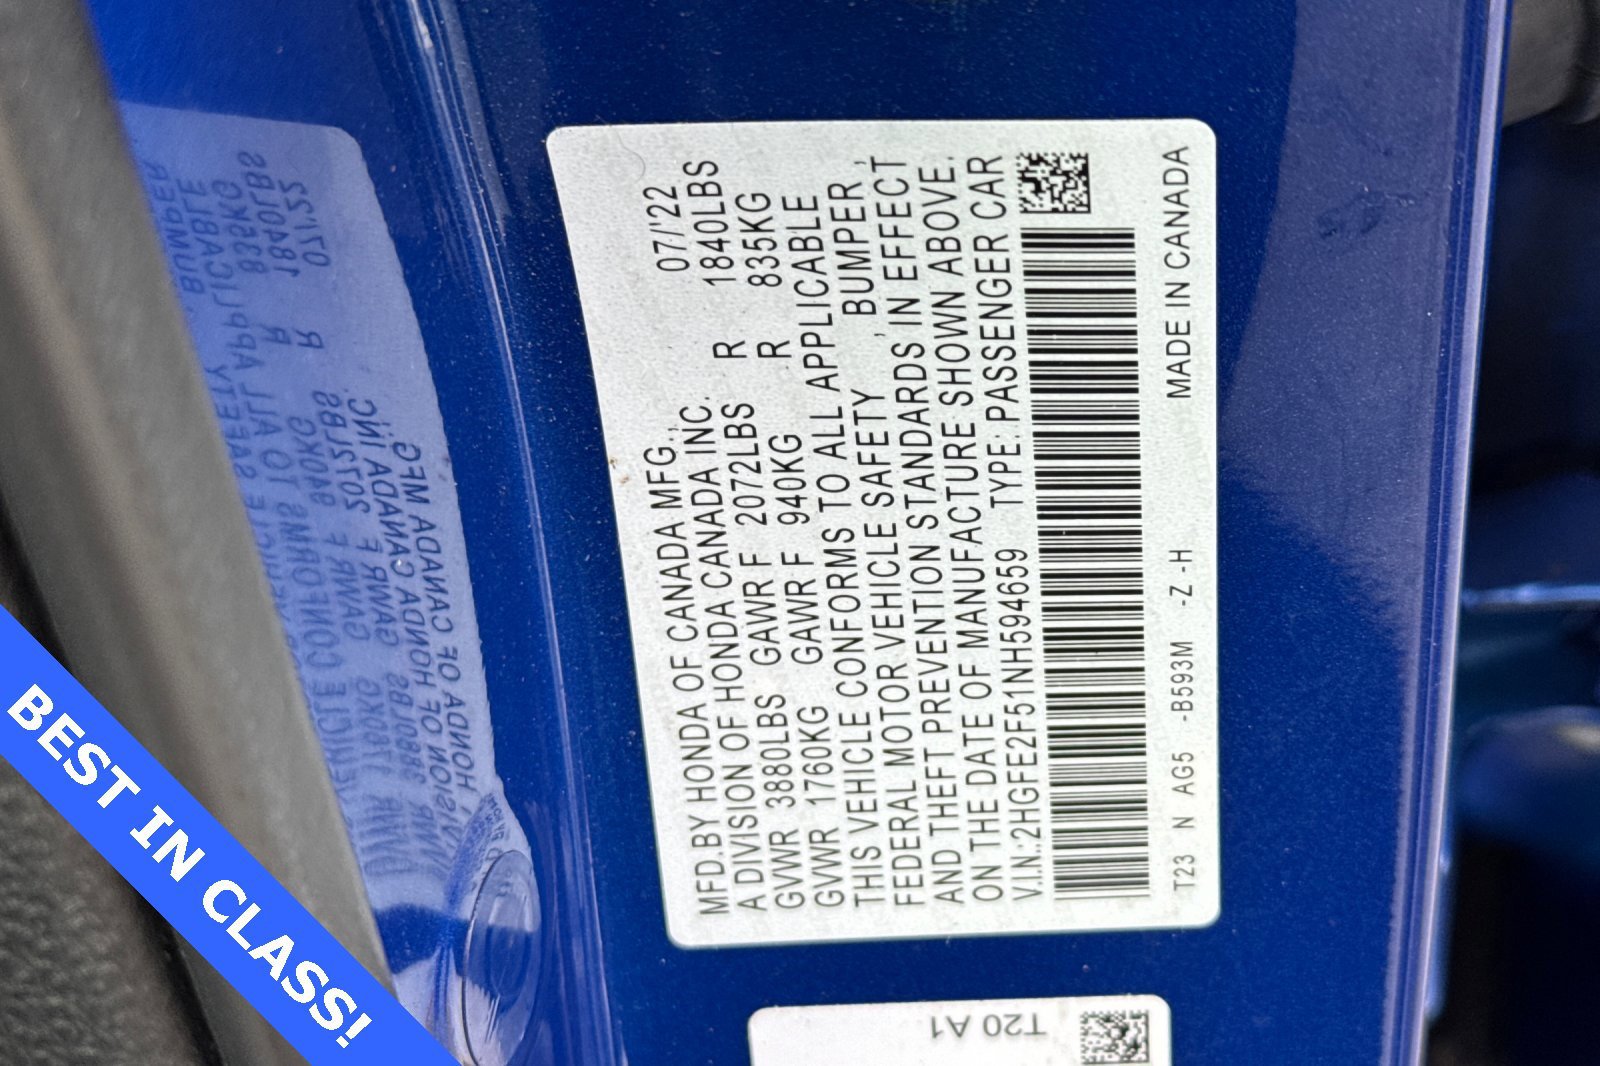 MFD.BY HONDA OF CANADA MFG., 07/'22
A DIVISION OF HONDA CANADA INC.
GVWR 3880LBS GAWR F 2072LBS R 1840LBS
GVWR 1760KG GAWR F 940KG R 835KG
THIS VEHICLE CONFORMS TO ALL APPLICABLE
FEDERAL MOTOR VEHICLE SAFETY , BUMPER ,
AND THEFT PREVENTION STANDARDS IN EFFECT
ON THE DATE OF MANUFACTURE SHOWN ABOVE.
V.I.N.:2HGFE2F51NH594659 TYPE: PASSENGER CAR
T23 N AG5 -B593M -Z -H MADE IN CANADA
T20 A1
BEST IN CLASS!